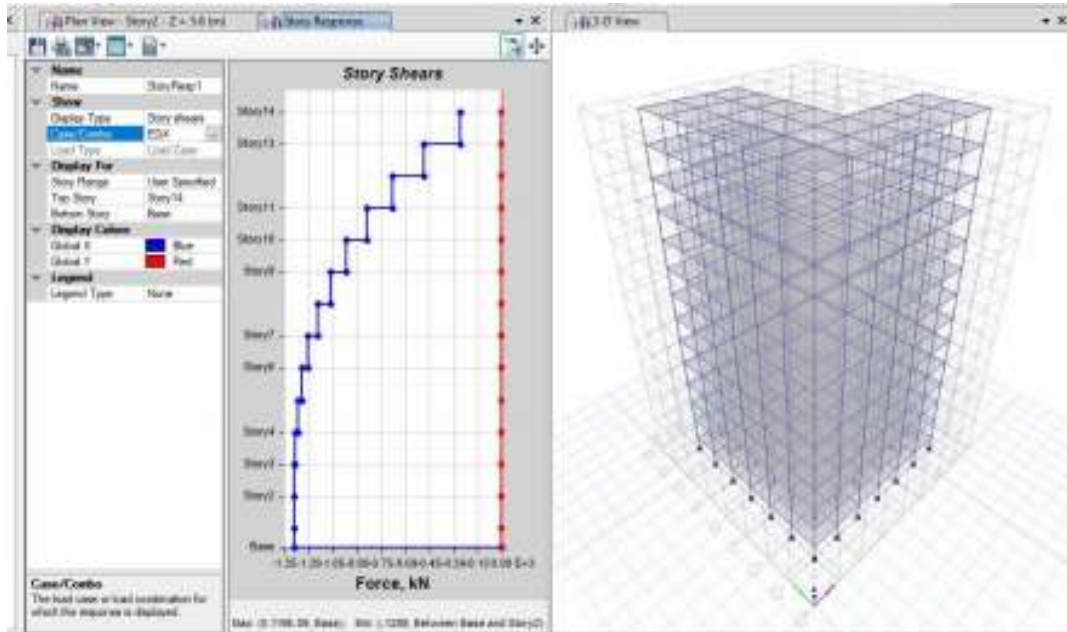 Plan View - Story2 - Z = 5.8 (m)
Story Response
3-D View
Name
Name StoryResp1
Show
Display Type Story shears
Case/Combo EQX
Load Type Load Case
Display For
Story Range User Specified
Top Story Story14
Bottom Story Base
Display Colors
Global X Blue
Global Y Red
Legend
Legend Type None
Story Shears
Story14
Story13
Story11
Story10
Story9
Story7
Story6
Story4
Story3
Story2
Base
Force, kN
Case/Combo
The load case or load combination for
which the response is displayed.